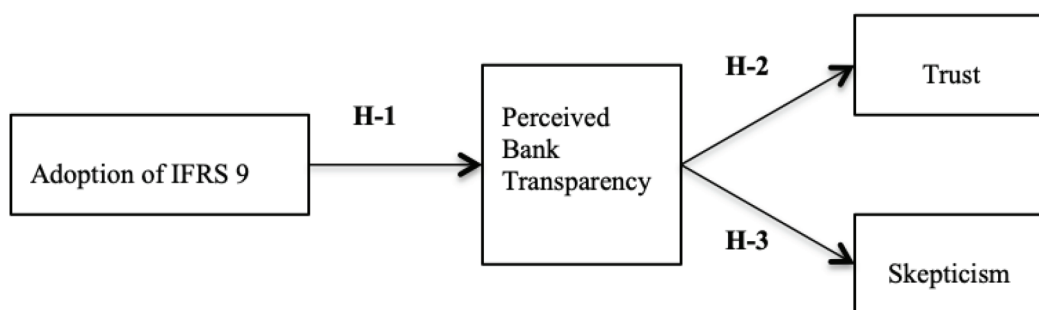 Adoption of IFRS 9
H-1
Perceived
Bank
Transparency
H-2
H-3
Trust
Skepticism